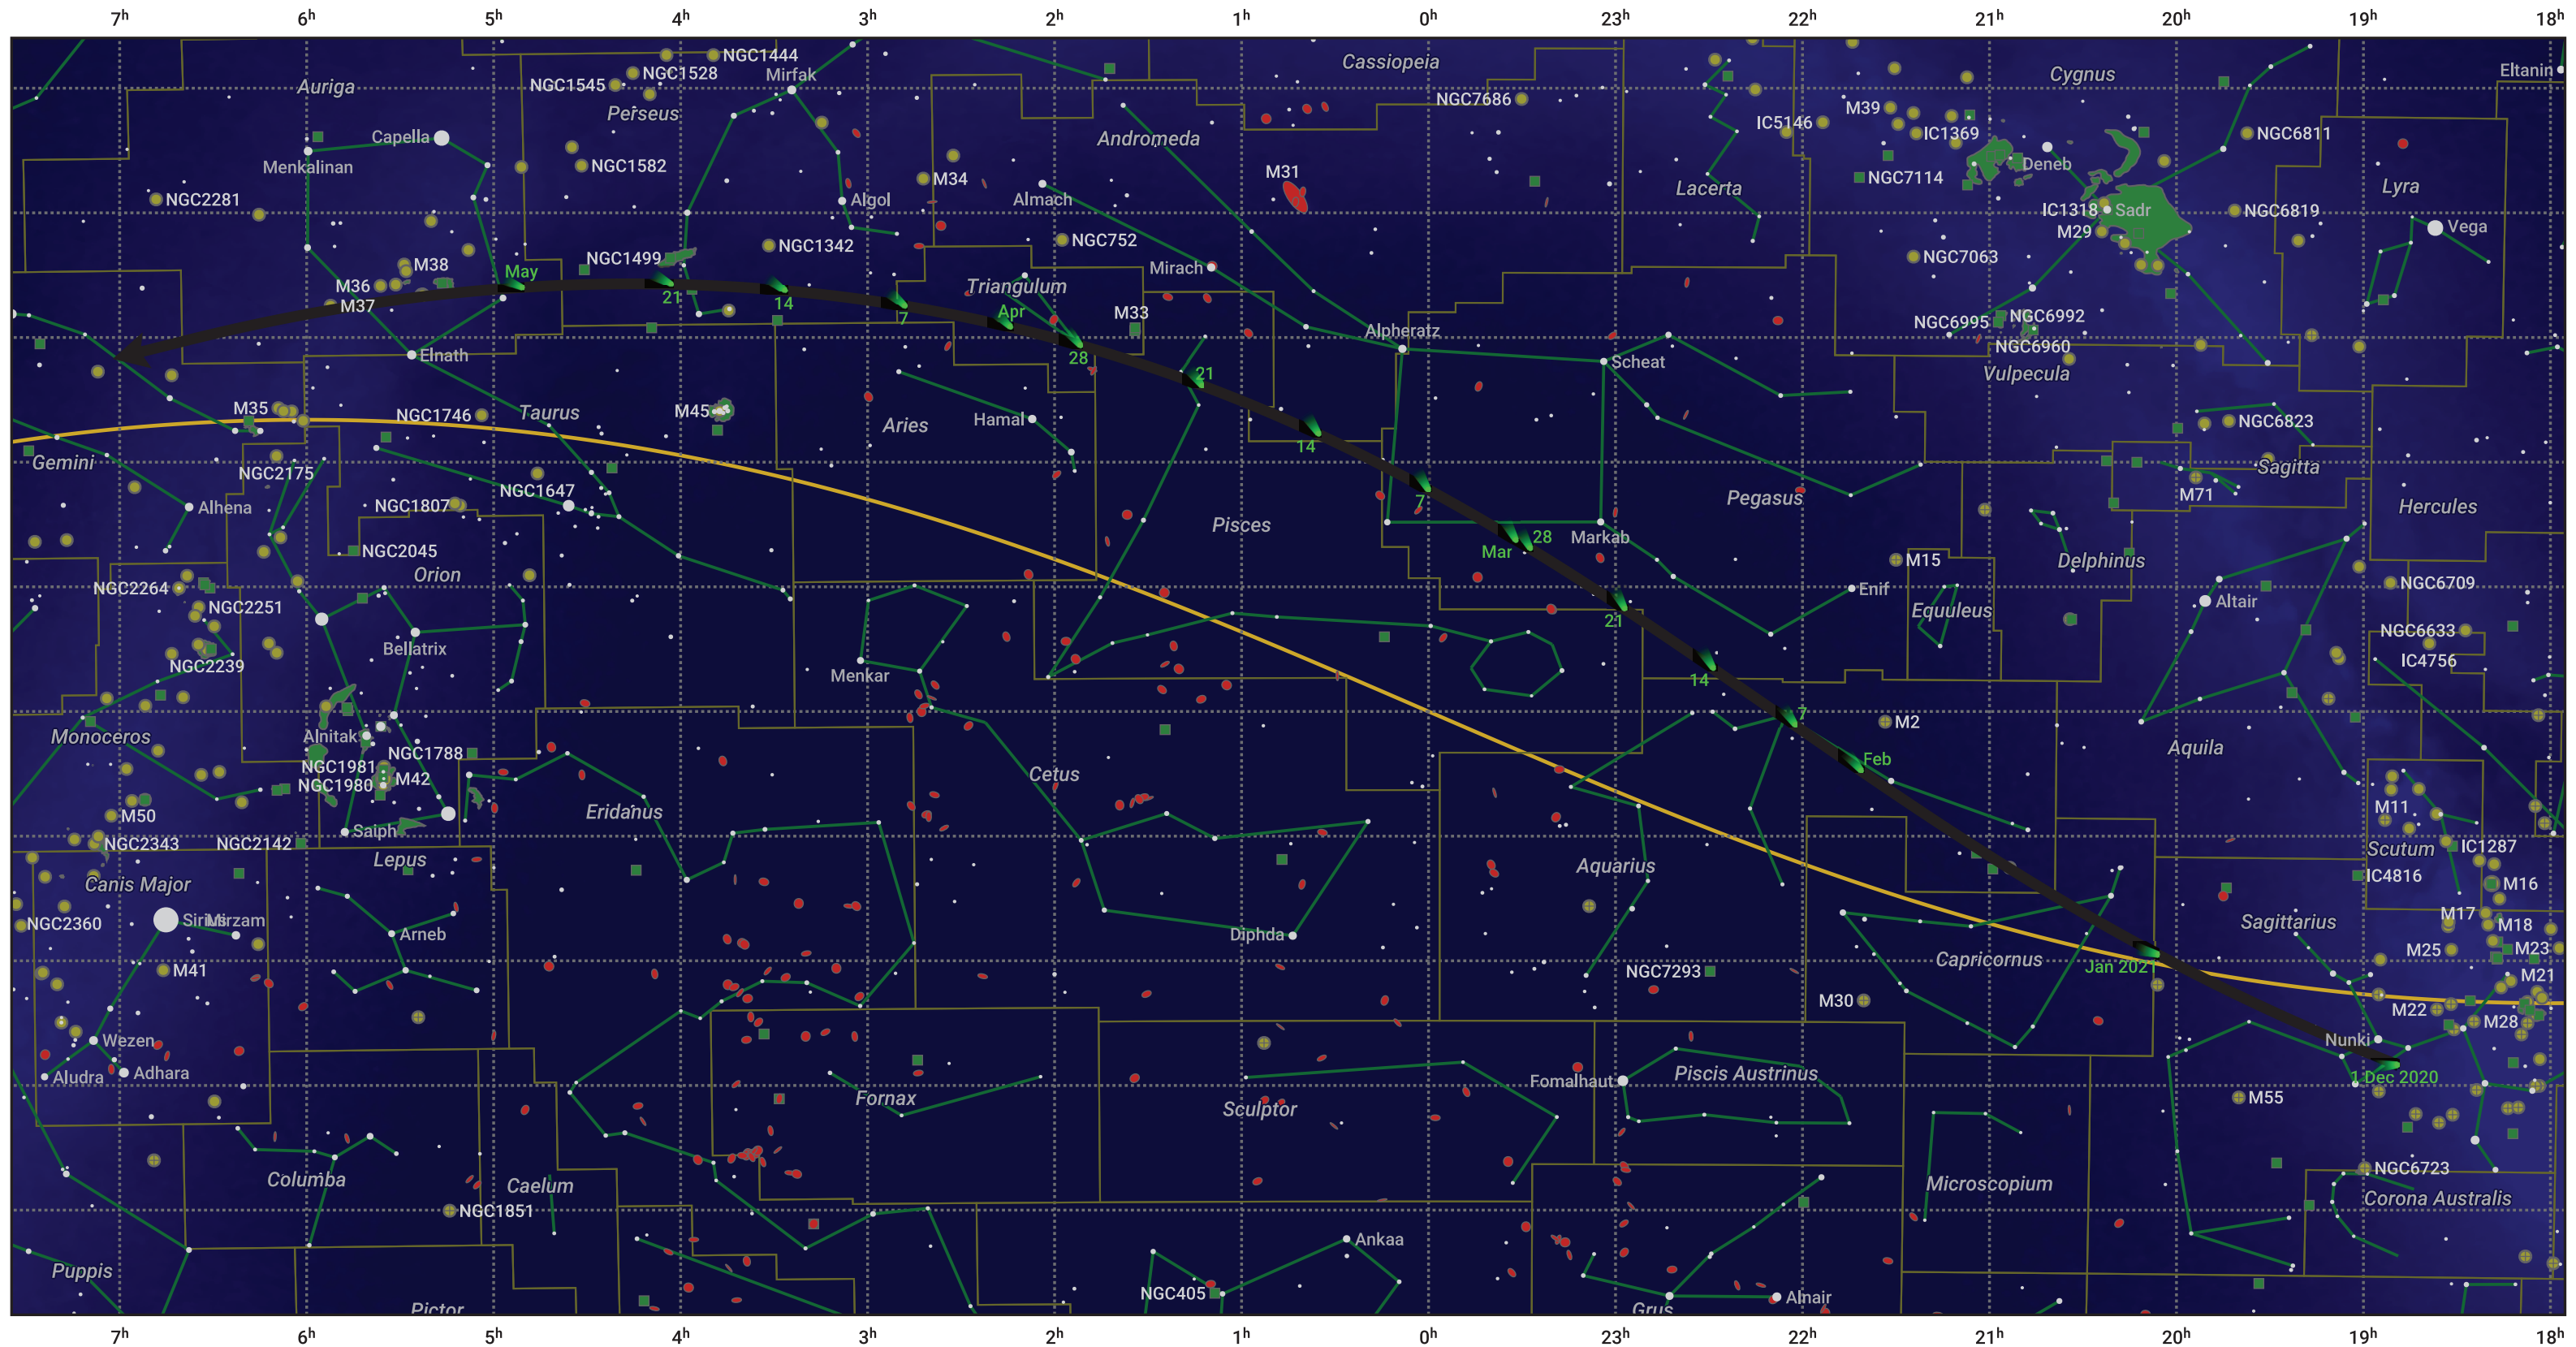 7h 6h 5h 4h 3h 2h 1h 0h 23h 22h 21h 20h 19h 18h
NGC1444
Cassiopeia
Eltanin
NGC1528
Mirfak
Cygnus
Auriga
NGC1545
Perseus
NGC7686
M39
IC5146
IC1369
NGC6811
Capella
Andromeda
Menkalinan
NGC1582
Deneb
M31
M34
NGC7114
Lacerta
Lyra
NGC2281
Almach
Algol
IC1318
Sadr
NGC6819
M29
Vega
NGC1342
NGC752
NGC1499
M38
NGC7063
Mirach
May
M36
Triangulum
M37
21
14
7
Apr
M33
NGC6992
NGC6995
Alpheratz
NGC6960
Elnath
28
Scheat
Vulpecula
21
M35
NGC1746
Taurus
M45
Aries
Hamal
NGC6823
14
Gemini
NGC2175
Sagitta
NGC1647
M71
Pegasus
7
Alhena
NGC1807
Pisces
Hercules
Mar
28
Markab
NGC2045
M15
Delphinus
Orion
NGC2264
Enif
NGC6709
NGC2251
Altair
Equuleus
21
NGC6633
Bellatrix
NGC2239
IC4756
Menkar
14
7
M2
Monoceros
Alnitak
NGC1788
Aquila
NGC1981
Cetus
Feb
NGC1980
M42
M11
M50
Eridanus
Saiph
NGC2343
NGC2142
IC1287
Scutum
Lepus
Aquarius
IC4816
M16
Canis Major
M17
Sirius
Mirzam
NGC2360
Sagittarius
M18
Arneb
Diphda
M25
M23
Capricornus
Jan 2021
M41
NGC7293
M21
M30
M22
M28
Wezen
Nunki
Adhara
Aludra
Fomalhaut
Piscis Austrinus
1 Dec 2020
Fornax
M55
Sculptor
NGC6723
Columba
Caelum
Microscopium
Corona Australis
NGC1851
Ankaa
Puppis
NGC405
Alnair
Pictor
Grus
7h 6h 5h 4h 3h 2h 1h 0h 23h 22h 21h 20h 19h 18h